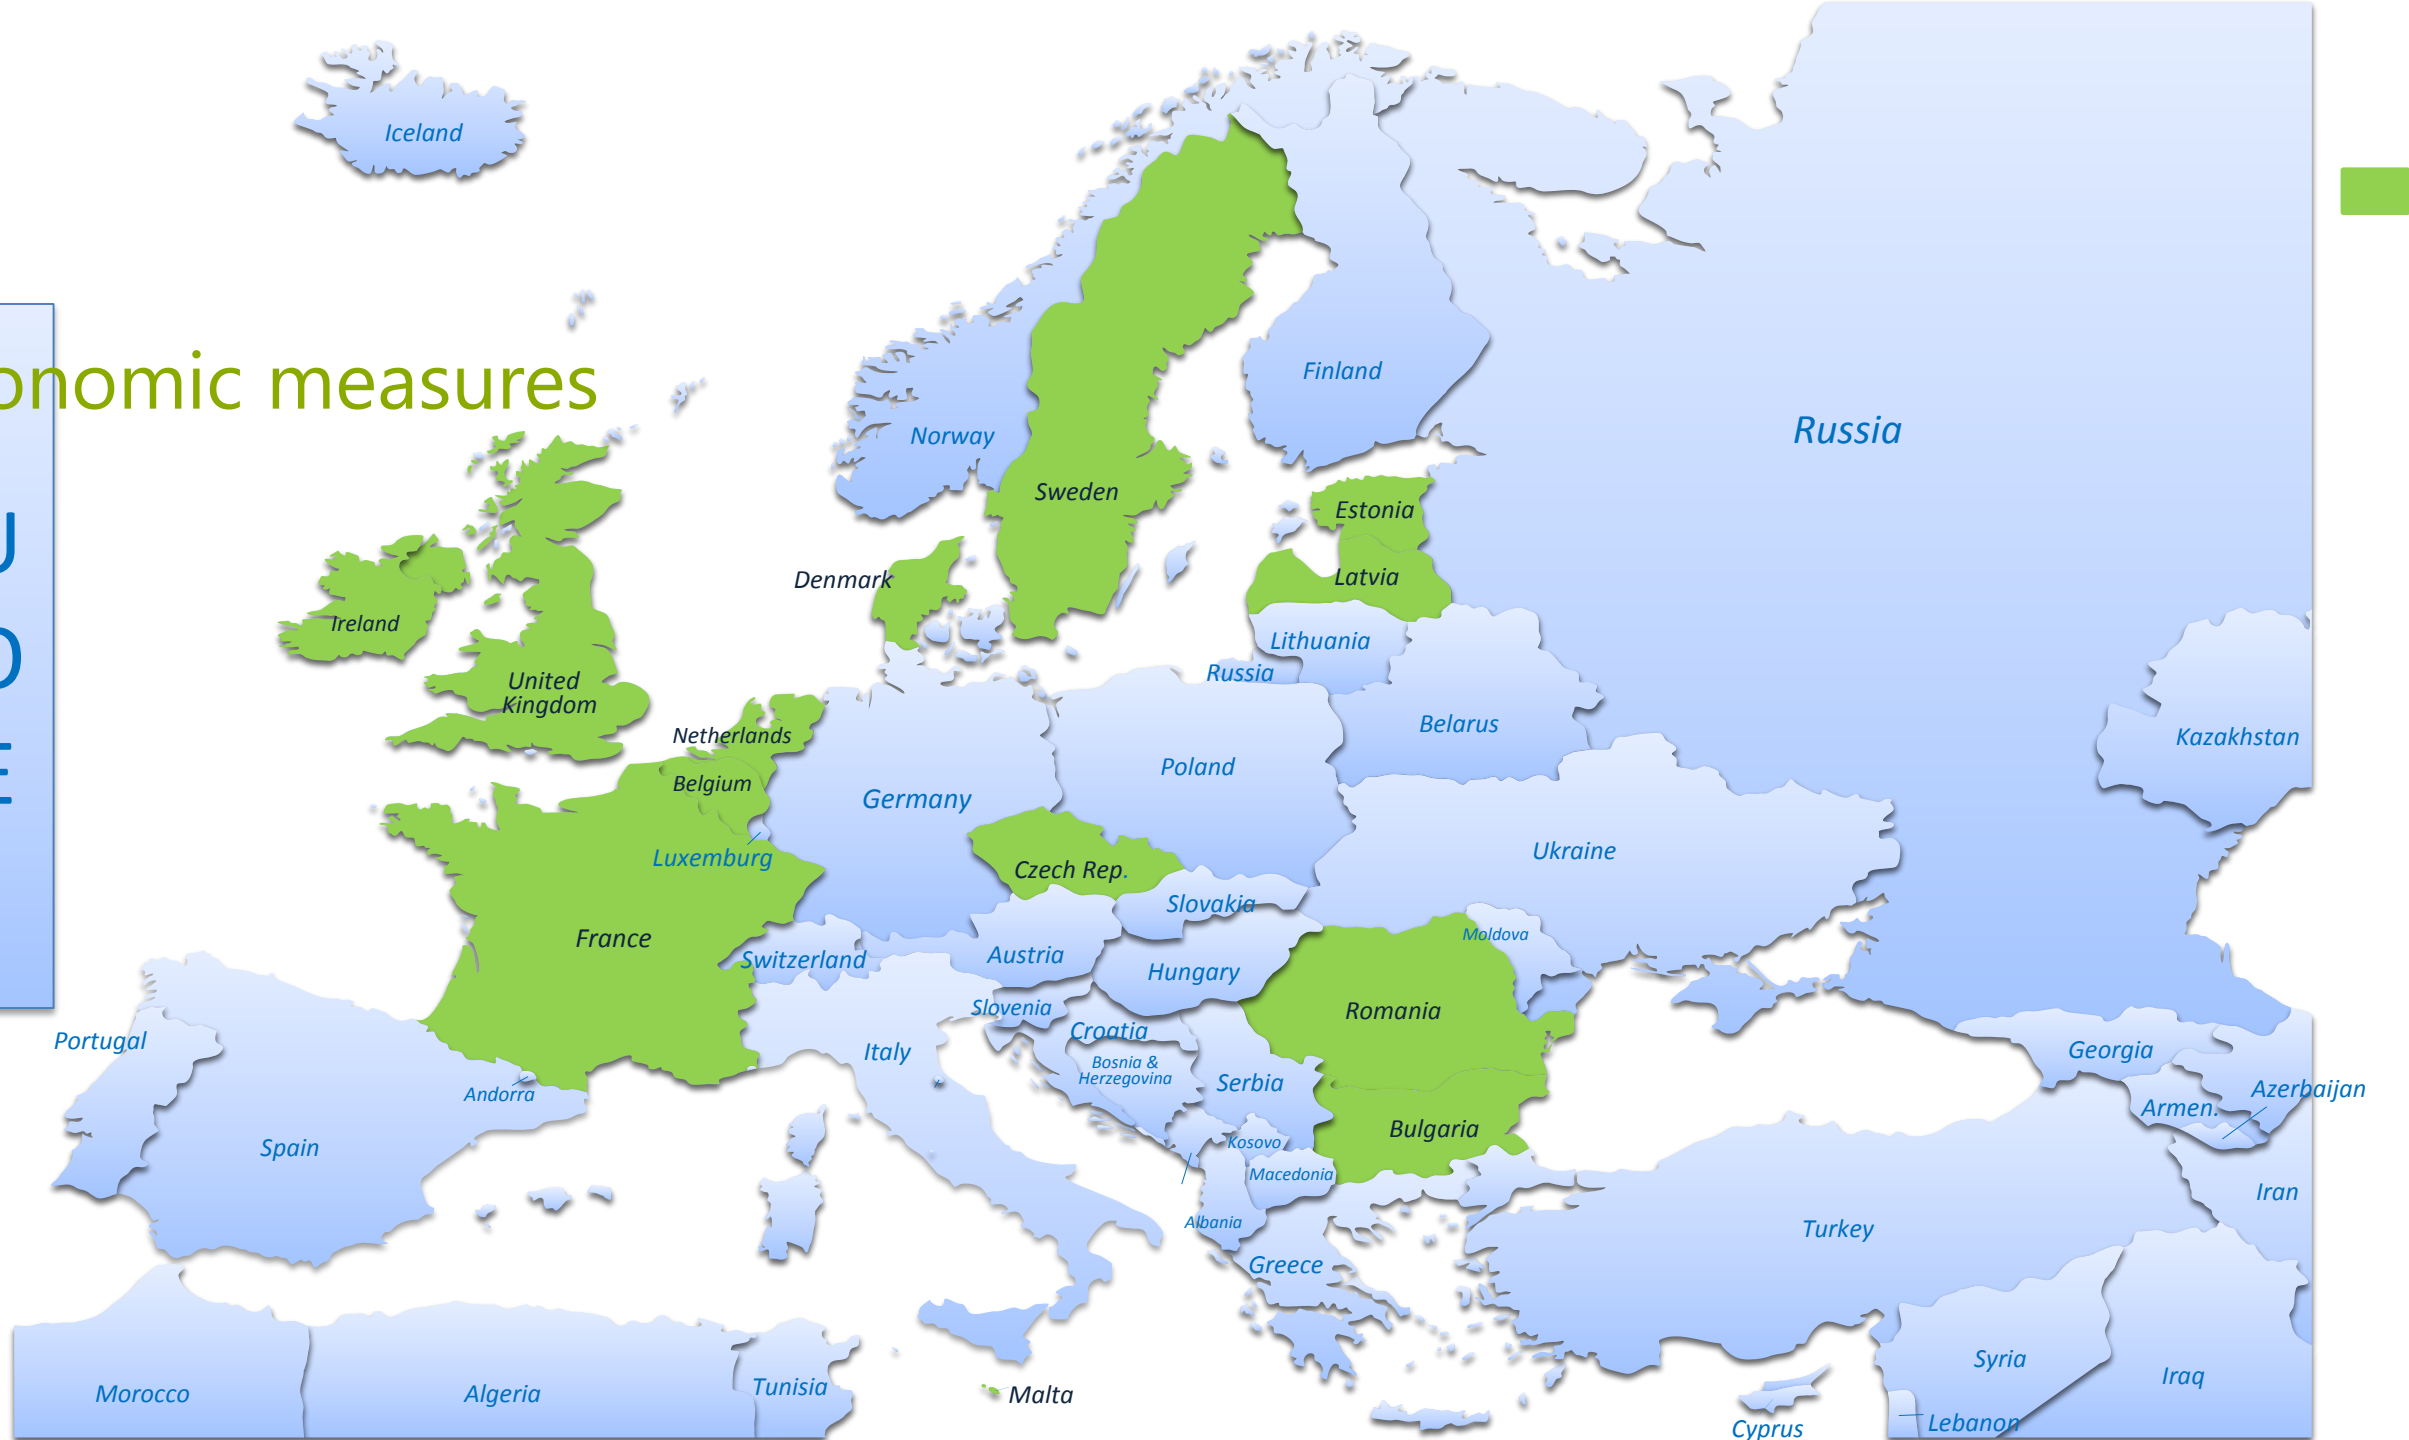 Iceland
onomic measures
Finland
Russia
Norway
Sweden
Estonia
U
Denmark
Latvia
Ireland
Lithuania
O
Russia
United
Kingdom
Belarus
Netherlands
Kazakhstan
Poland
E
Belgium
Germany
Ukraine
Luxemburg
Czech Rep.
Slovakia
France
Moldova
Switzerland
Austria
Hungary
Slovenia
Romania
Portugal
Croatia
Italy
Georgia
Bosnia &
Herzegovina
Serbia
Andorra
Azerbaijan
Armen.
Bulgaria
Spain
Kosovo
Macedonia
Iran
Albania
Turkey
Greece
Syria
Iraq
Tunisia
Morocco
Algeria
Malta
Lebanon
Cyprus